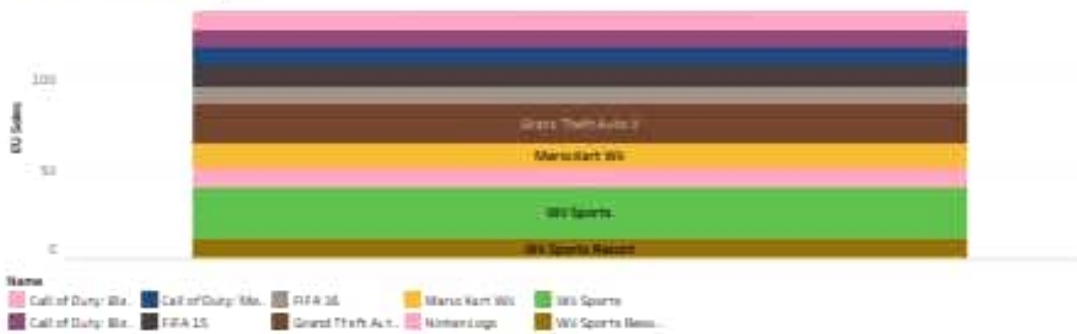 100
EU Sales
Grand Theft Auto V
Mario Kart Wii
50
Wii Sports
0
Wii Sports Resort
Name
Call of Duty: Bla.. Call of Duty: Mo.. FIFA 16 Mario Kart Wii Wii Sports
Call of Duty: Bla.. FIFA 15 Grand Theft Aut.. Nintendogs Wii Sports Reso..